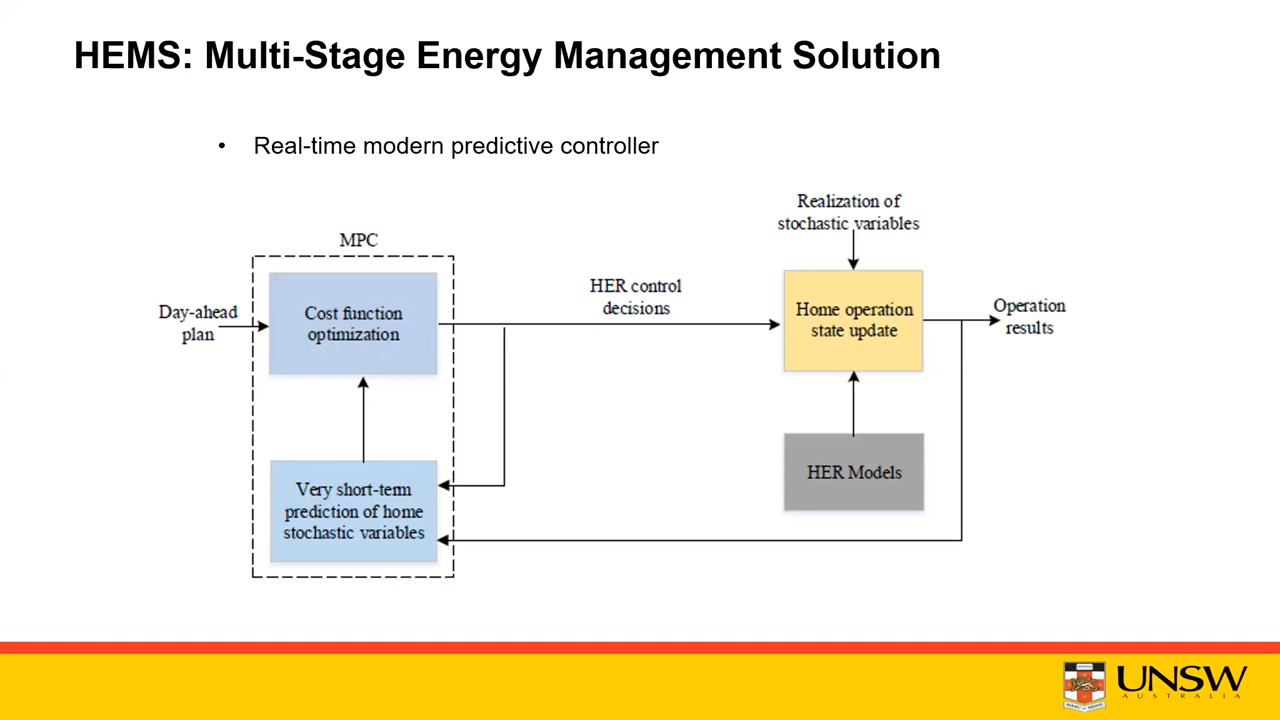 HEMS: Multi-Stage Energy Management Solution
• Real-time modern predictive controller
Realization of
stochastic variables
MPC
HER control
decisions
Day-ahead
plan
Cost function
optimization
Home operation
state update
Operation
results
HER Models
Very short-term
prediction of home
stochastic variables
UNSW
AUSTRALIA